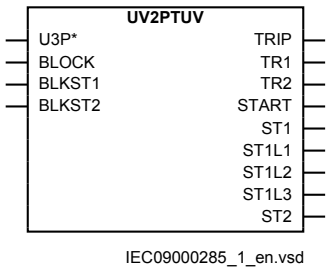 UV2PTUV
U3P* TRIP
BLOCK TR1
BLKST1 TR2
BLKST2 START
ST1
ST1L1
ST1L2
ST1L3
ST2
IEC09000285_1_en.vsd